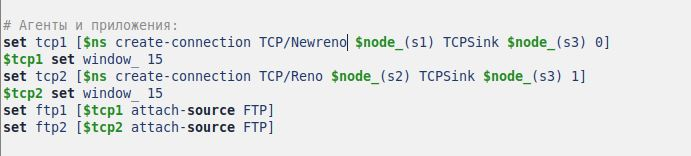 # Агенты и приложения:
set tcp1 [$ns create-connection TCP/Newreno $node_(s1) TCPSink $node_(s3) 0]
$tcp1 set window_ 15
set tcp2 [$ns create-connection TCP/Reno $node_(s2) TCPSink $node_(s3) 1]
$tcp2 set window_ 15
set ftp1 [$tcp1 attach-source FTP]
set ftp2 [$tcp2 attach-source FTP]